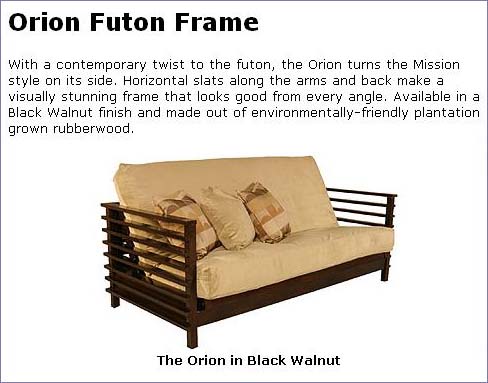 Orion Futon Frame
With a contemporary twist to the futon, the Orion turns the Mission
style on its side. Horizontal slats along the arms and back make a
visually stunning frame that looks good from every angle. Available in a
Black Walnut finish and made out of environmentally-friendly plantation
grown rubberwood.
The Orion in Black Walnut